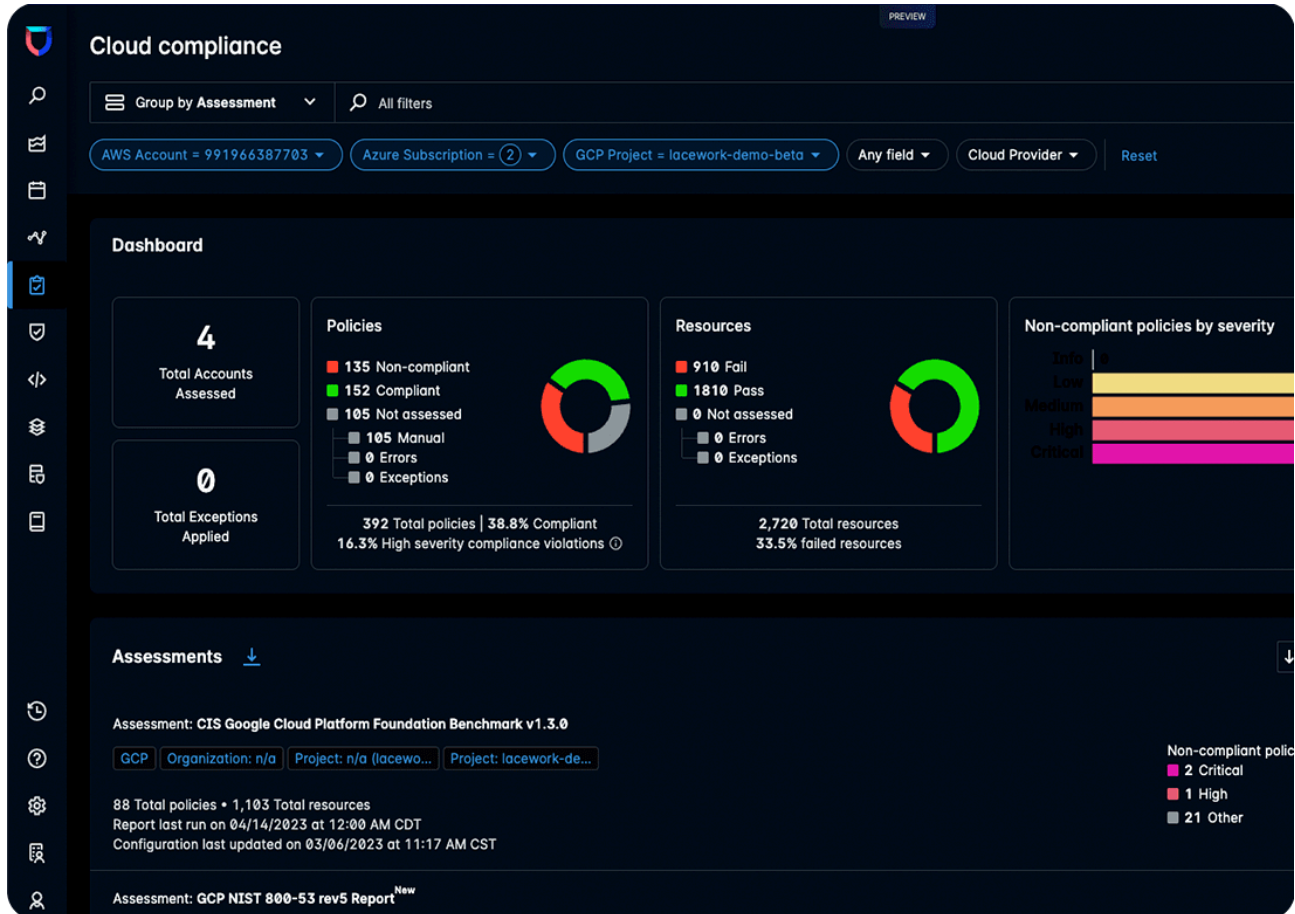 PREVIEW
Cloud compliance
Group by Assessment
All filters
AWS Account = 991966387703
Azure Subscription = 2
GCP Project = lacework-demo-beta
Any field
Cloud Provider
Reset
Dashboard
4
Total Accounts
Assessed
0
Total Exceptions
Applied
Policies
135 Non-compliant
152 Compliant
105 Not assessed
105 Manual
0 Errors
0 Exceptions
392 Total policies | 38.8% Compliant
16.3% High severity compliance violations
Resources
910 Fail
1810 Pass
0 Not assessed
0 Errors
0 Exceptions
2,720 Total resources
33.5% failed resources
Non-compliant policies by severity
Info 0
Low
Medium
High
Critical
Assessments
Assessment: CIS Google Cloud Platform Foundation Benchmark v1.3.0
GCP
Organization: n/a
Project: n/a (lacewo...
Project: lacework-de...
88 Total policies • 1,103 Total resources
Report last run on 04/14/2023 at 12:00 AM CDT
Configuration last updated on 03/06/2023 at 11:17 AM CST
Non-compliant polic
2 Critical
1 High
21 Other
Assessment: GCP NIST 800-53 rev5 Report New